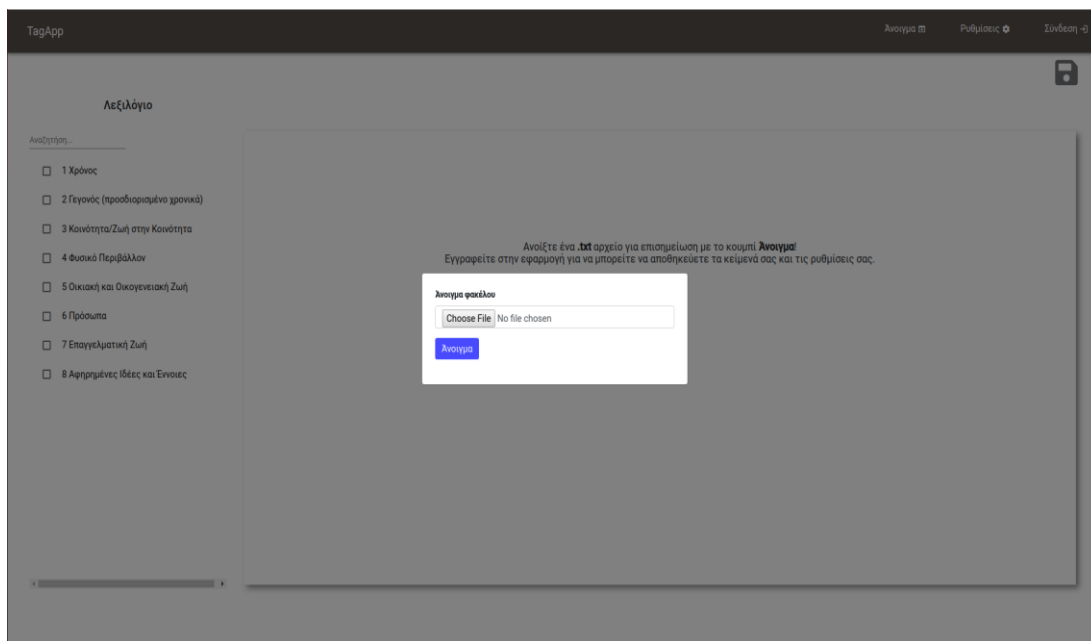 TagApp
Άνοιγμα
Ρυθμίσεις
Σύνδεση
Λεξιλόγιο
Αναζητήση...
1 Χρόνος
2 Γεγονός (προσδιορισμένο χρονικά)
3 Κοινότητα/Ζωή στην Κοινότητα
4 Φυσικό Περιβάλλον
5 Οικιακή και Οικογενειακή Ζωή
6 Πρόσωπα
7 Επαγγελματική Ζωή
8 Αφηρημένες Ιδέες και Έννοιες
Ανοίξτε ένα .txt αρχείο για επισημείωση με το κουμπί Άνοιγμα!
Εγγραφείτε στην εφαρμογή για να μπορείτε να αποθηκεύετε τα κείμενά σας και τις ρυθμίσεις σας.
Άνοιγμα φακέλου
Choose File No file chosen
Άνοιγμα